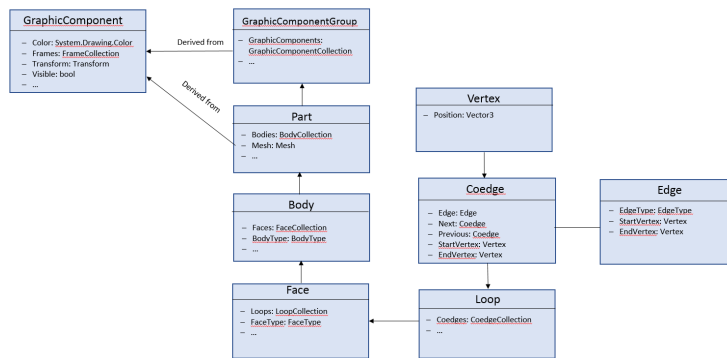 GraphicComponent
– Color: System.Drawing.Color
– Frames: FrameCollection
– Transform: Transform
– Visible: bool
– ...
Derived from
GraphicComponentGroup
– GraphicComponents:
GraphicComponentCollection
– ...
Derived from
Part
– Bodies: BodyCollection
– Mesh: Mesh
– ...
Vertex
– Position: Vector3
Body
– Faces: FaceCollection
– BodyType: BodyType
– ...
Coedge
– Edge: Edge
– Next: Coedge
– Previous: Coedge
– StartVertex: Vertex
– EndVertex: Vertex
Edge
– EdgeType: EdgeType
– StartVertex: Vertex
– EndVertex: Vertex
Face
– Loops: LoopCollection
– FaceType: FaceType
– ...
Loop
– Coedges: CoedgeCollection
– ...